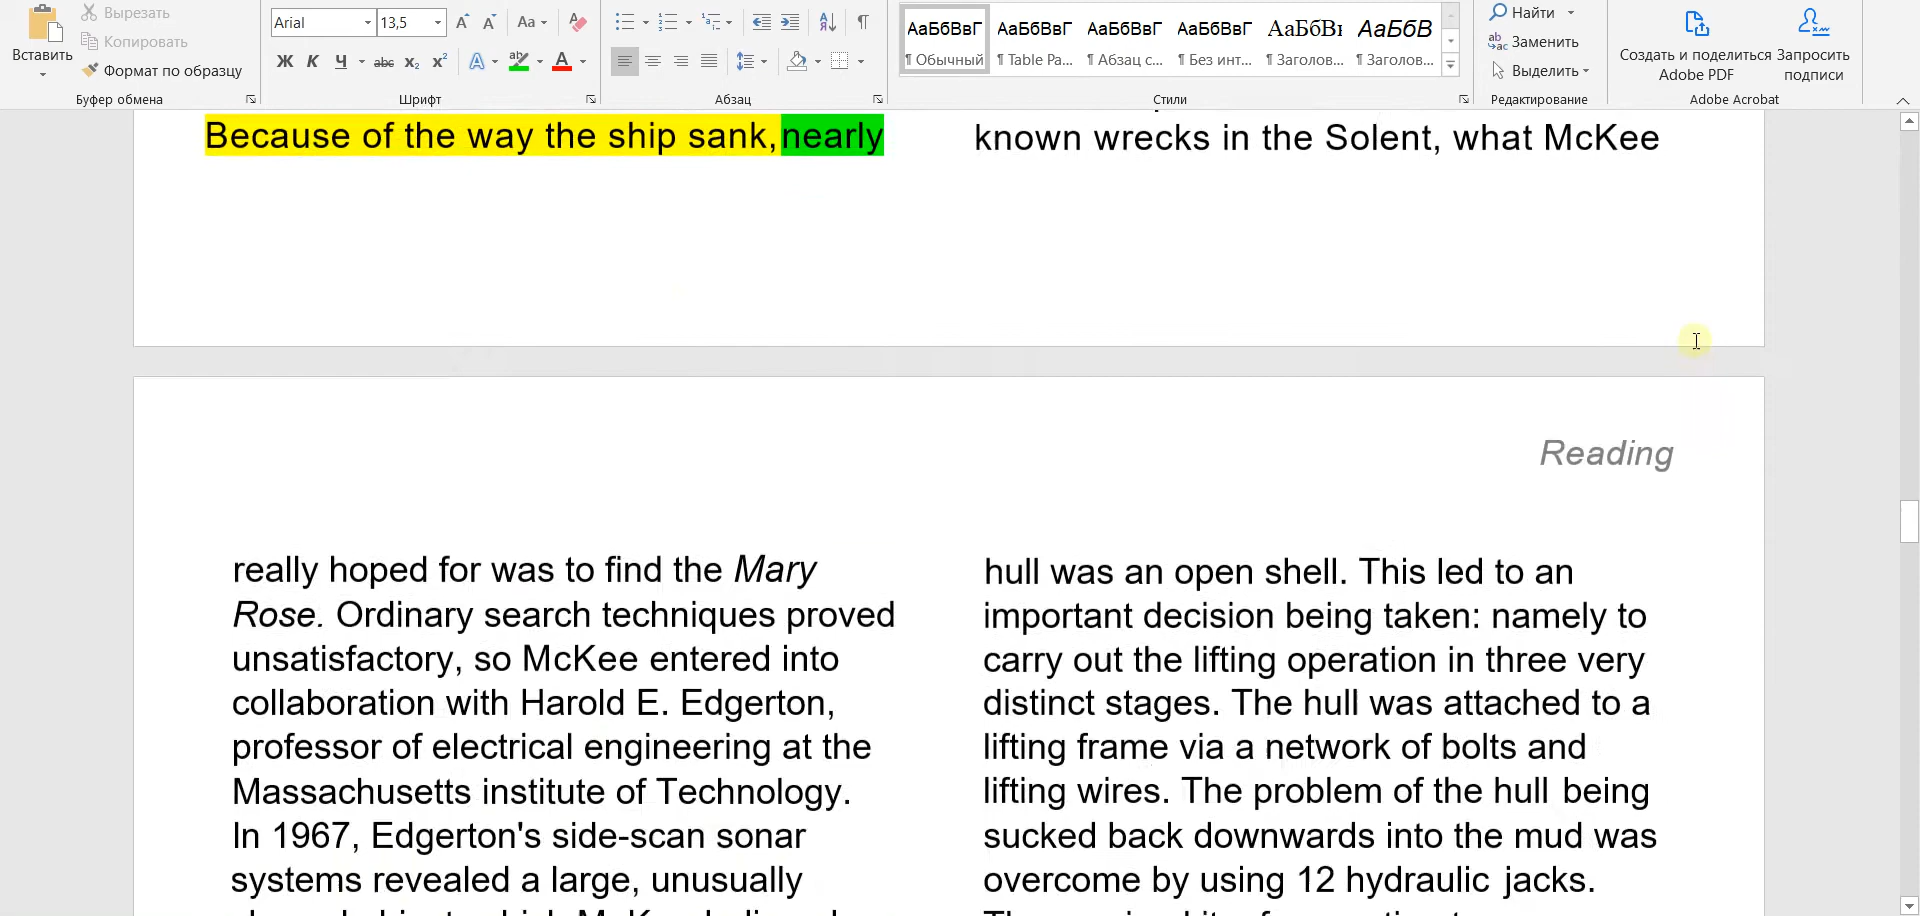 Вставить
Вырезать
Копировать
Формат по образцу
Буфер обмена
Arial
13,5
Aa
Ж К Ч abc x₂ x²
Шрифт
Абзац
АаБбВвГ
¶ Обычный
АаБбВвГ
¶ Table Pa...
АаБбВвГ
¶ Абзац с...
АаБбВвГ
¶ Без инт...
АаБбВı
¶ Заголов...
АаБбВ
¶ Заголов...
Стили
Найти
Заменить
Выделить
Редактирование
Создать и поделиться
Adobe PDF
Запросить
подписи
Adobe Acrobat
Because of the way the ship sank, nearly
known wrecks in the Solent, what McKee
Reading
really hoped for was to find the Mary
Rose. Ordinary search techniques proved
unsatisfactory, so McKee entered into
collaboration with Harold E. Edgerton,
professor of electrical engineering at the
Massachusetts institute of Technology.
In 1967, Edgerton's side-scan sonar
systems revealed a large, unusually
hull was an open shell. This led to an
important decision being taken: namely to
carry out the lifting operation in three very
distinct stages. The hull was attached to a
lifting frame via a network of bolts and
lifting wires. The problem of the hull being
sucked back downwards into the mud was
overcome by using 12 hydraulic jacks.